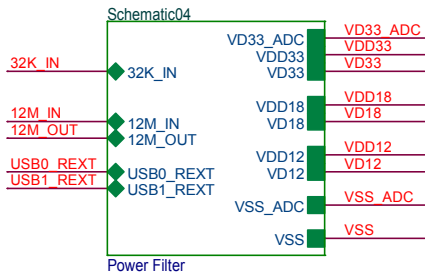 Schematic04
32K_IN
32K_IN
12M_IN
12M_IN
12M_OUT
12M_OUT
USB0_REXT
USB0_REXT
USB1_REXT
USB1_REXT
VD33_ADC
VD33_ADC
VDD33
VDD33
VD33
VD33
VDD18
VDD18
VD18
VD18
VDD12
VDD12
VD12
VD12
VSS_ADC
VSS_ADC
VSS
VSS
Power Filter